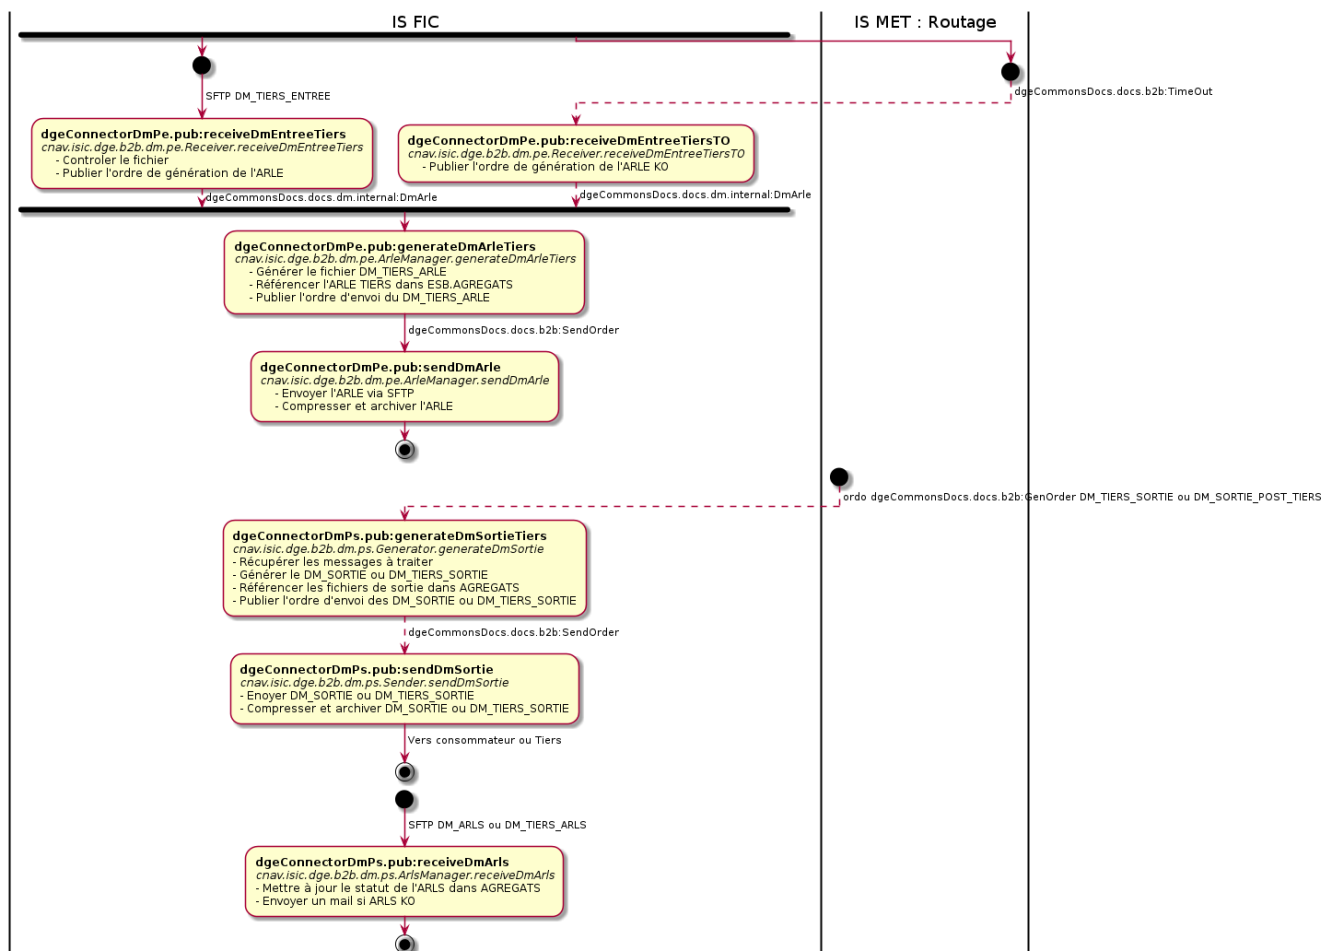 IS FIC
IS MET : Routage
SFTP DM_TIERS_ENTREE
dgeCommonsDocs.docs.b2b:TimeOut
dgeConnectorDmPe.pub:receiveDmEntreeTiers
cnav.isic.dge.b2b.dm.pe.Receiver.receiveDmEntreeTiers
- Controler le fichier
- Publier l'ordre de génération de l'ARLE
dgeConnectorDmPe.pub:receiveDmEntreeTiersTO
cnav.isic.dge.b2b.dm.pe.Receiver.receiveDmEntreeTiersTO
- Publier l'ordre de génération de l'ARLE KO
dgeCommonsDocs.docs.dm.internal:DmArle
dgeCommonsDocs.docs.dm.internal:DmArle
dgeConnectorDmPe.pub:generateDmArleTiers
cnav.isic.dge.b2b.dm.pe.ArleManager.generateDmArleTiers
- Générer le fichier DM_TIERS_ARLE
- Référencer l'ARLE TIERS dans ESB.AGREGATS
- Publier l'ordre d'envoi du DM_TIERS_ARLE
dgeCommonsDocs.docs.b2b:SendOrder
dgeConnectorDmPe.pub:sendDmArle
cnav.isic.dge.b2b.dm.pe.ArleManager.sendDmArle
- Envoyer l'ARLE via SFTP
- Compresser et archiver l'ARLE
ordo dgeCommonsDocs.docs.b2b:GenOrder DM_TIERS_SORTIE ou DM_SORTIE_POST_TIERS
dgeConnectorDmPs.pub:generateDmSortieTiers
cnav.isic.dge.b2b.dm.ps.Generator.generateDmSortie
- Récupérer les messages à traiter
- Générer le DM_SORTIE ou DM_TIERS_SORTIE
- Référencer les fichiers de sortie dans AGREGATS
- Publier l'ordre d'envoi des DM_SORTIE ou DM_TIERS_SORTIE
dgeCommonsDocs.docs.b2b:SendOrder
dgeConnectorDmPs.pub:sendDmSortie
cnav.isic.dge.b2b.dm.ps.Sender.sendDmSortie
- Enoyer DM_SORTIE ou DM_TIERS_SORTIE
- Compresser et archiver DM_SORTIE ou DM_TIERS_SORTIE
Vers consommateur ou Tiers
SFTP DM_ARLS ou DM_TIERS_ARLS
dgeConnectorDmPs.pub:receiveDmArls
cnav.isic.dge.b2b.dm.ps.ArlsManager.receiveDmArls
- Mettre à jour le statut de l'ARLS dans AGREGATS
- Envoyer un mail si ARLS KO